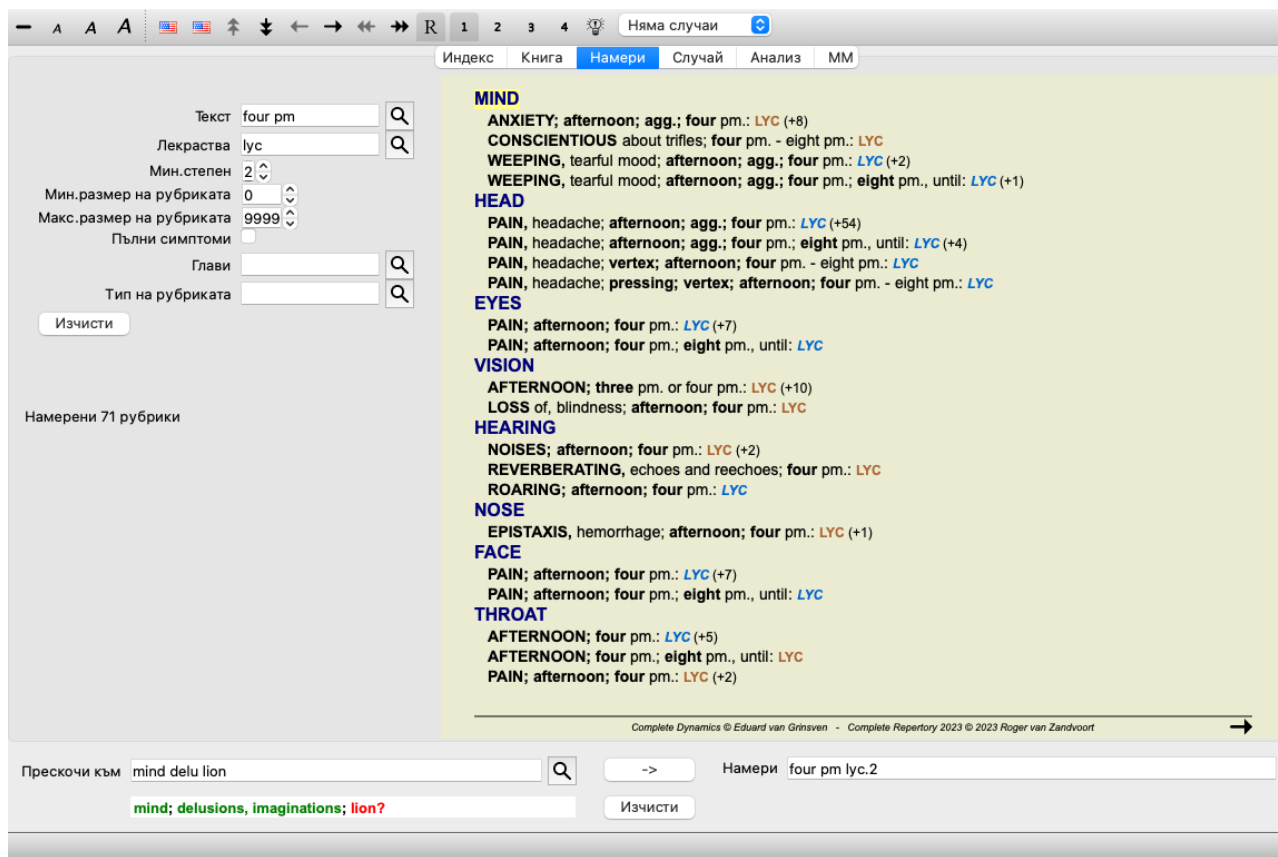 A A A R 1 2 3 4 Няма случаи
Индекс Книга Намери Случай Анализ ММ
Текст four pm
Лекраства lyc
Мин.степен 2
Мин.размер на рубриката 0
Макс.размер на рубриката 9999
Пълни симптоми
Глави
Тип на рубриката
Изчисти
Намерени 71 рубрики
MIND
ANXIETY; afternoon; agg.; four pm.: LYC (+8)
CONSCIENTIOUS about trifles; four pm. - eight pm.: LYC
WEEPING, tearful mood; afternoon; agg.; four pm.: LYC (+2)
WEEPING, tearful mood; afternoon; agg.; four pm.; eight pm., until: LYC (+1)
HEAD
PAIN, headache; afternoon; agg.; four pm.: LYC (+54)
PAIN, headache; afternoon; agg.; four pm.; eight pm., until: LYC (+4)
PAIN, headache; vertex; afternoon; four pm. - eight pm.: LYC
PAIN, headache; pressing; vertex; afternoon; four pm. - eight pm.: LYC
EYES
PAIN; afternoon; four pm.: LYC (+7)
PAIN; afternoon; four pm.; eight pm., until: LYC
VISION
AFTERNOON; three pm. or four pm.: LYC (+10)
LOSS of, blindness; afternoon; four pm.: LYC
HEARING
NOISES; afternoon; four pm.: LYC (+2)
REVERBERATING, echoes and reechoes; four pm.: LYC
ROARING; afternoon; four pm.: LYC
NOSE
EPISTAXIS, hemorrhage; afternoon; four pm.: LYC (+1)
FACE
PAIN; afternoon; four pm.: LYC (+7)
PAIN; afternoon; four pm.; eight pm., until: LYC
THROAT
AFTERNOON; four pm.: LYC (+5)
AFTERNOON; four pm.; eight pm., until: LYC
PAIN; afternoon; four pm.: LYC (+2)
Complete Dynamics © Eduard van Grinsven - Complete Repertory 2023 © 2023 Roger van Zandvoort
Прескочи към mind delu lion -> Намери four pm lyc.2
mind; delusions, imaginations; lion? Изчисти